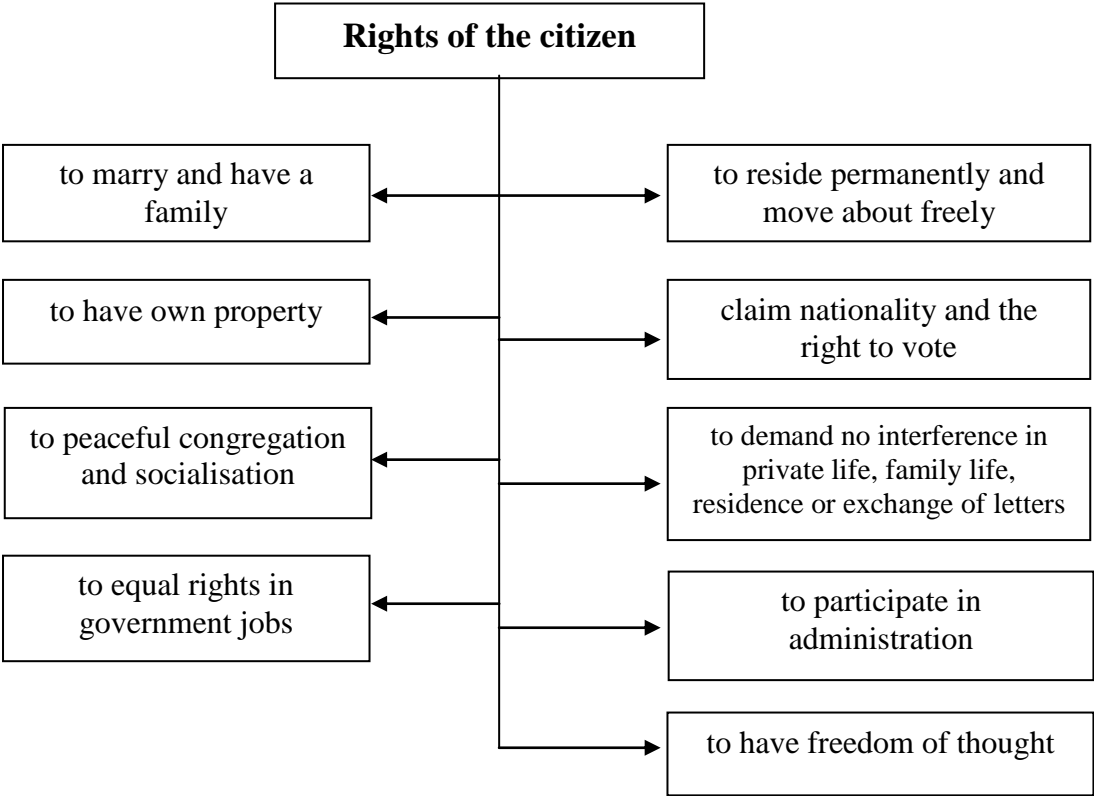 Rights of the citizen
to marry and have a
family
to reside permanently and
move about freely
to have own property
claim nationality and the
right to vote
to peaceful congregation
and socialisation
to demand no interference in
private life, family life,
residence or exchange of letters
to equal rights in
government jobs
to participate in
administration
to have freedom of thought